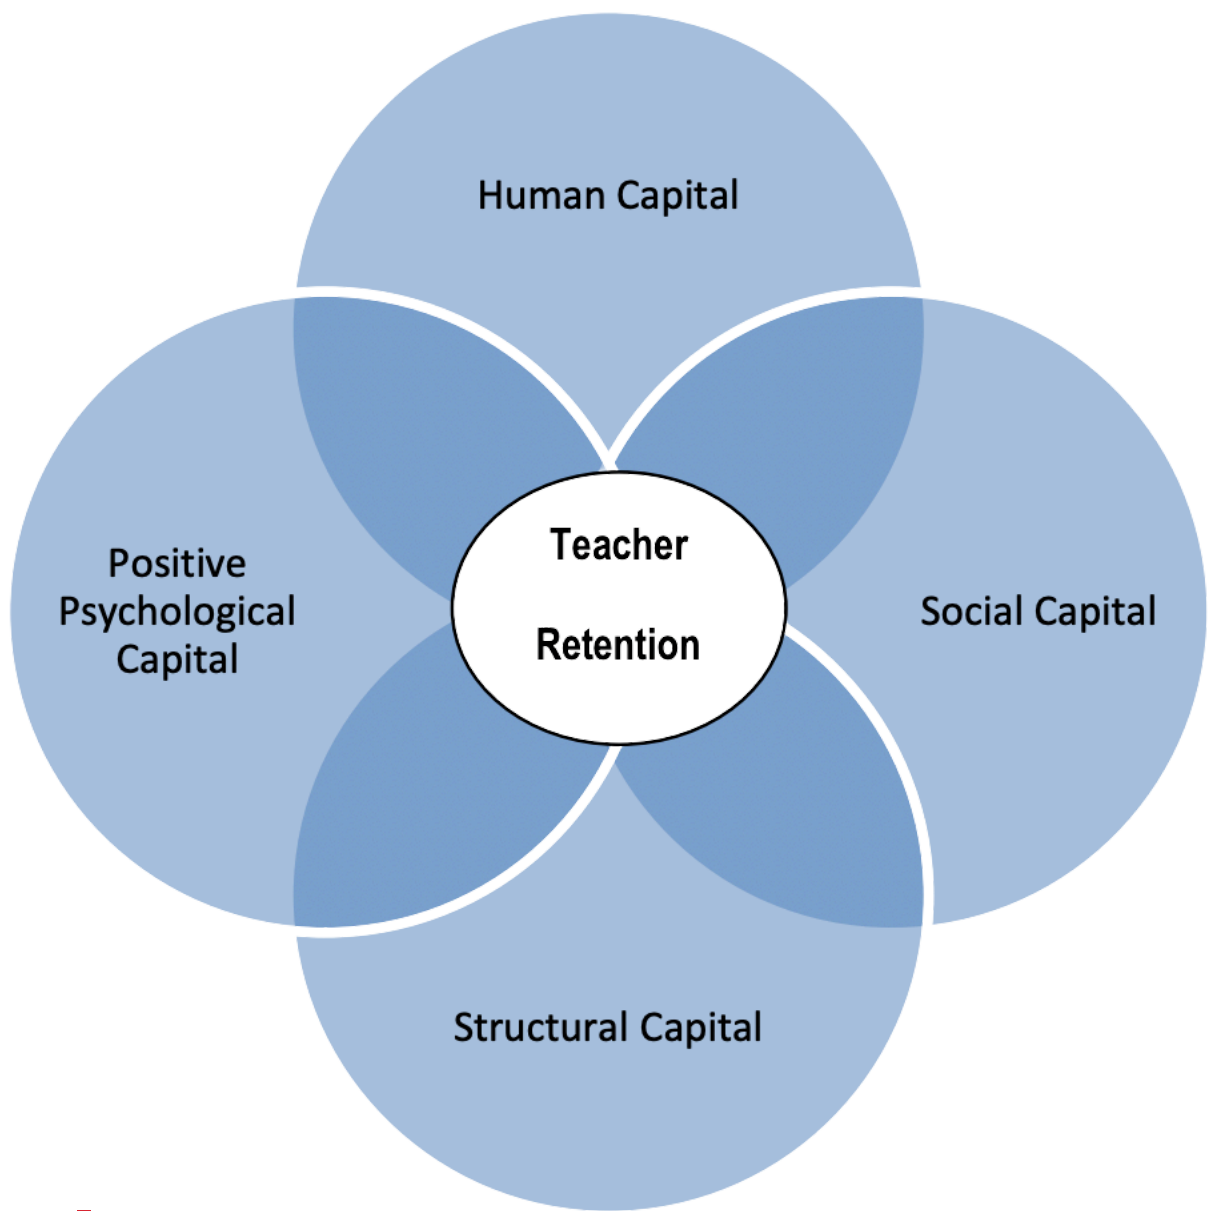 Human Capital
Positive
Psychological
Capital
Teacher
Retention
Social Capital
Structural Capital